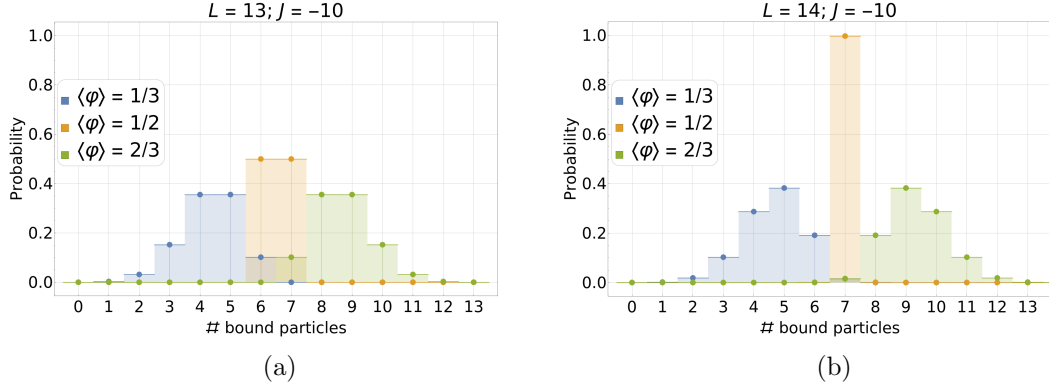 L = 13; J = −10
Probability
1.0
0.8
0.6
0.4
0.2
0.0
⟨φ⟩ = 1/3
⟨φ⟩ = 1/2
⟨φ⟩ = 2/3
0 1 2 3 4 5 6 7 8 9 10 11 12 13
# bound particles
(a)
L = 14; J = −10
Probability
1.0
0.8
0.6
0.4
0.2
0.0
⟨φ⟩ = 1/3
⟨φ⟩ = 1/2
⟨φ⟩ = 2/3
0 1 2 3 4 5 6 7 8 9 10 11 12 13
# bound particles
(b)